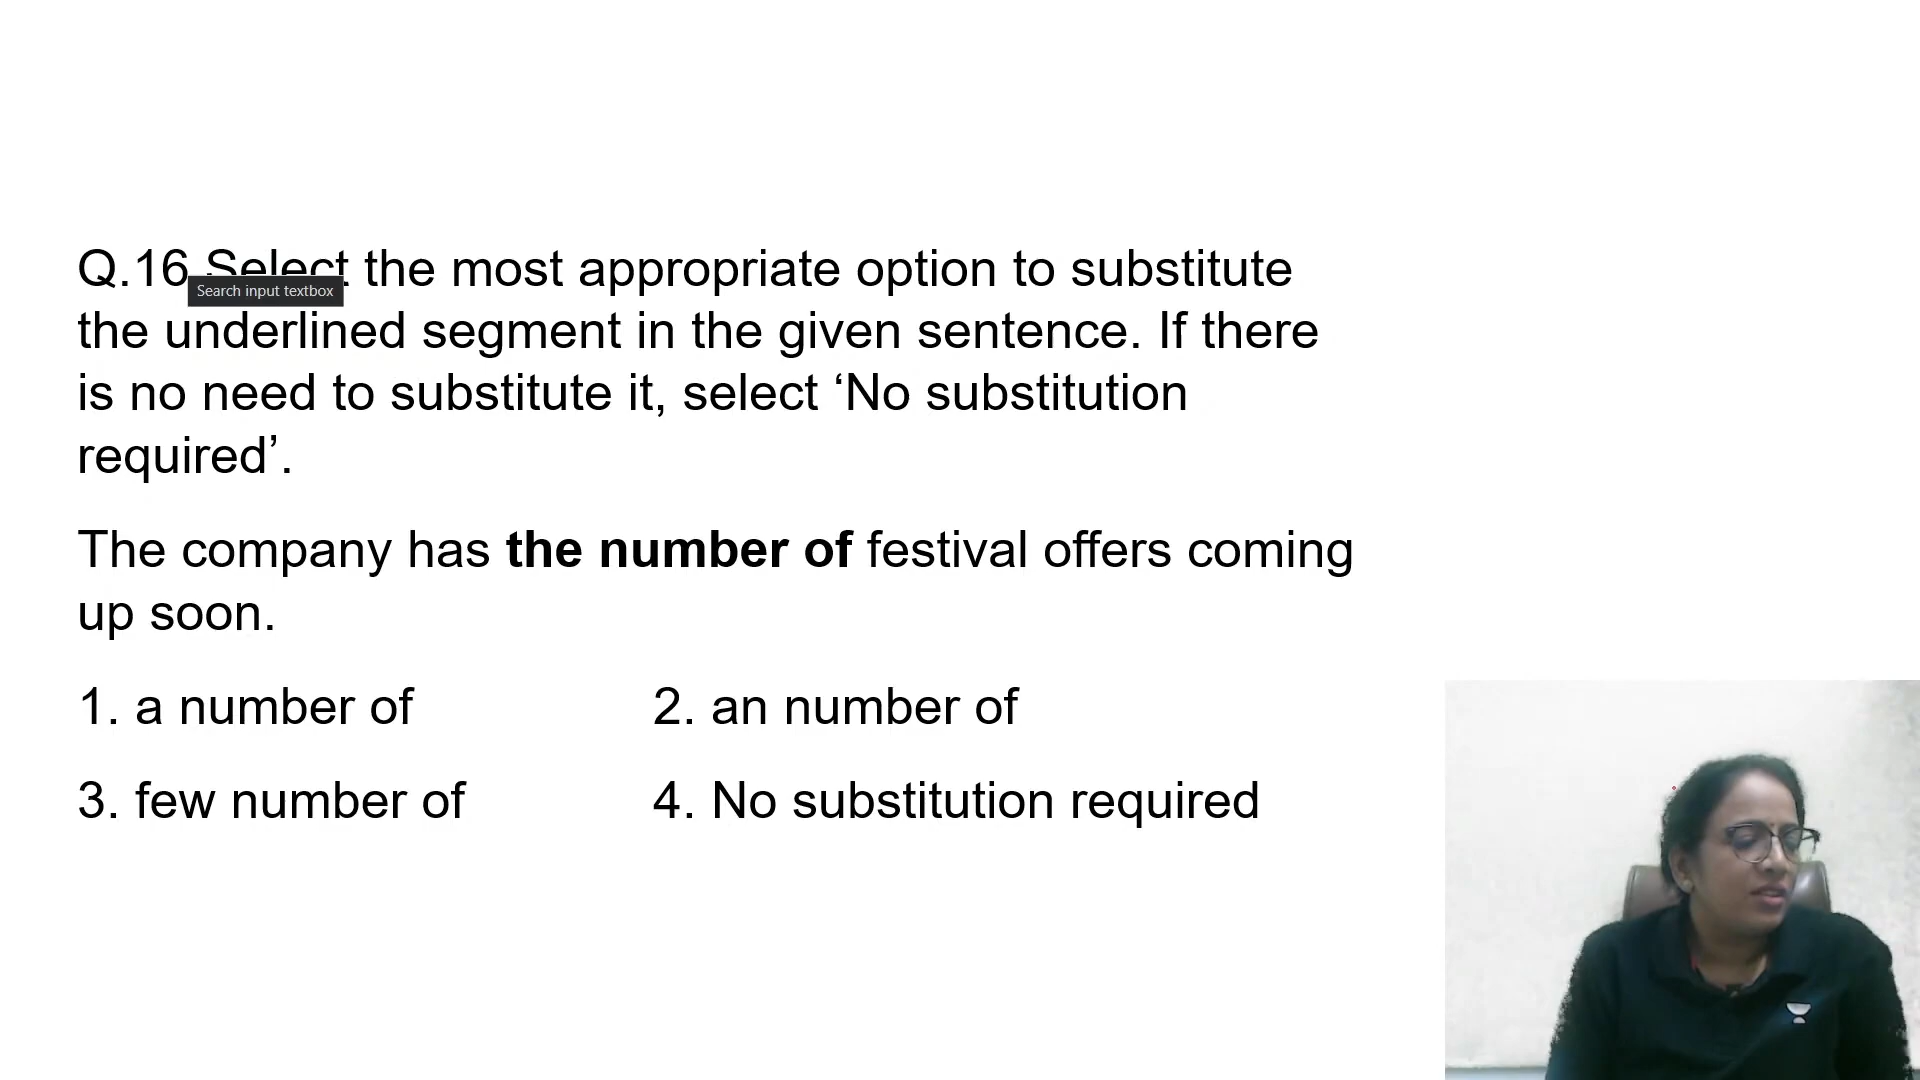 Q.16 Select the most appropriate option to substitute
Search input textbox
the underlined segment in the given sentence. If there
is no need to substitute it, select ‘No substitution
required’.
The company has the number of festival offers coming
up soon.
1. a number of 2. an number of
3. few number of 4. No substitution required